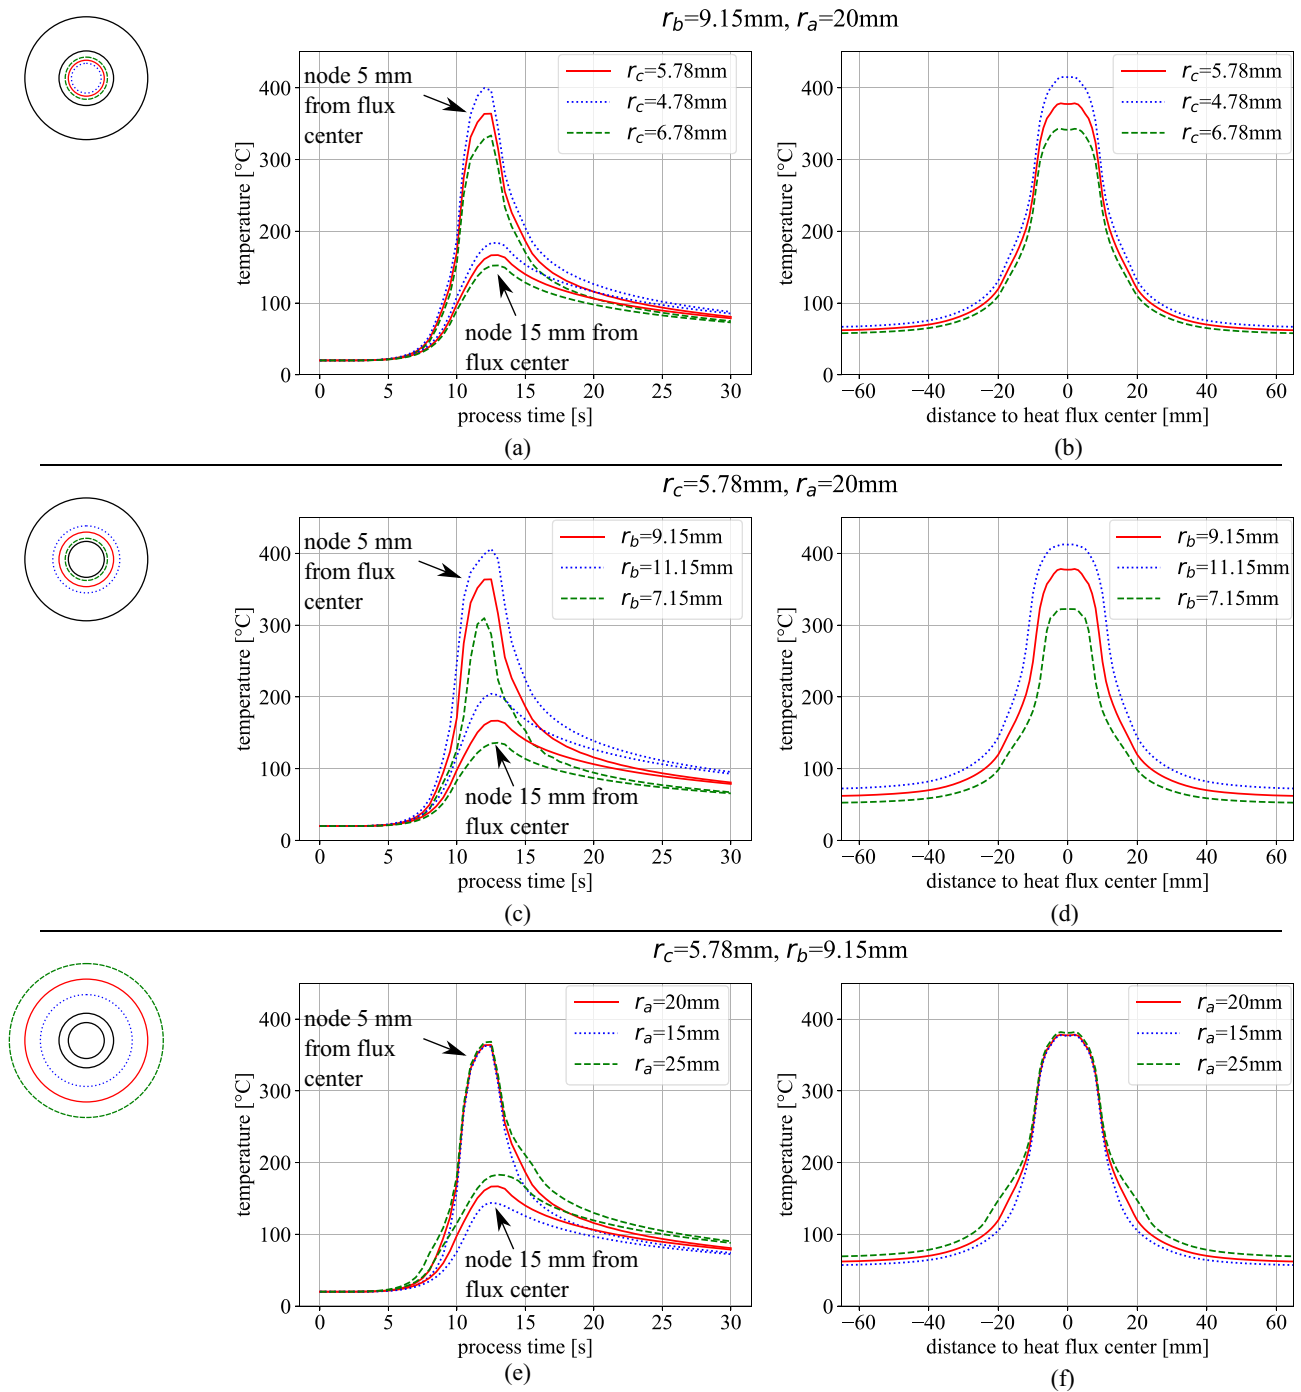 r_b=9.15mm, r_a=20mm
node 5 mm
from flux
center
r_c=5.78mm
r_c=4.78mm
r_c=6.78mm
node 15 mm from
flux center
temperature [°C]
400
300
200
100
0
0 5 10 15 20 25 30
process time [s]
(a)
r_c=5.78mm
r_c=4.78mm
r_c=6.78mm
temperature [°C]
400
300
200
100
0
−60 −40 −20 0 20 40 60
distance to heat flux center [mm]
(b)
r_c=5.78mm, r_a=20mm
node 5 mm
from flux
center
r_b=9.15mm
r_b=11.15mm
r_b=7.15mm
node 15 mm from
flux center
temperature [°C]
400
300
200
100
0
0 5 10 15 20 25 30
process time [s]
(c)
r_b=9.15mm
r_b=11.15mm
r_b=7.15mm
temperature [°C]
400
300
200
100
0
−60 −40 −20 0 20 40 60
distance to heat flux center [mm]
(d)
r_c=5.78mm, r_b=9.15mm
node 5 mm
from flux
center
r_a=20mm
r_a=15mm
r_a=25mm
node 15 mm from
flux center
temperature [°C]
400
300
200
100
0
0 5 10 15 20 25 30
process time [s]
(e)
r_a=20mm
r_a=15mm
r_a=25mm
temperature [°C]
400
300
200
100
0
−60 −40 −20 0 20 40 60
distance to heat flux center [mm]
(f)